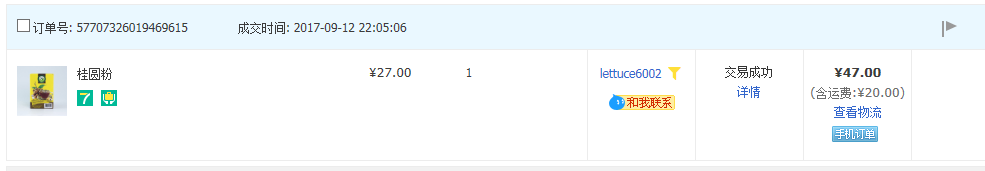 订单号: 57707326019469615 成交时间: 2017-09-12 22:05:06
桂圆粉 ¥27.00 1 lettuce6002 交易成功 ¥47.00
7 和我联系 详情 (含运费:¥20.00)
查看物流
手机订单